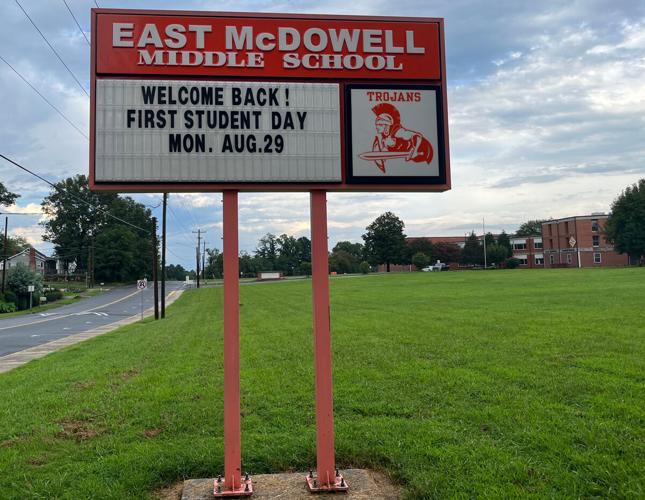 EAST McDOWELL
MIDDLE SCHOOL
WELCOME BACK!
FIRST STUDENT DAY
MON. AUG.29
TROJANS